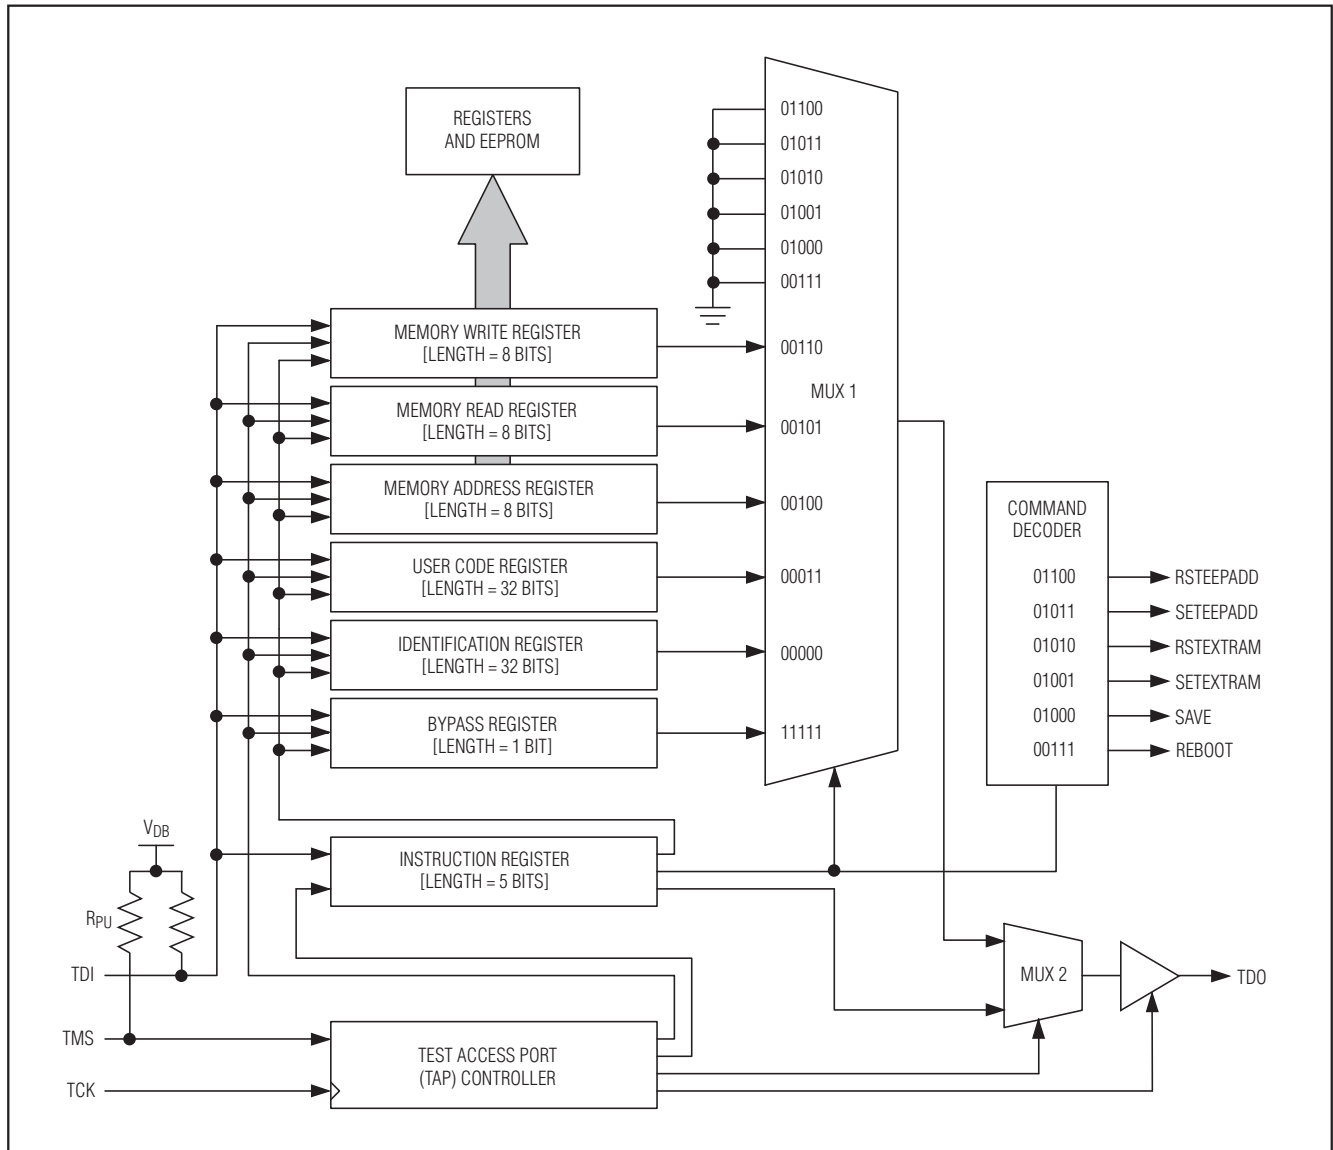 REGISTERS
AND EEPROM
01100
01011
01010
01001
01000
00111
MEMORY WRITE REGISTER
[LENGTH = 8 BITS]
00110
MUX 1
MEMORY READ REGISTER
[LENGTH = 8 BITS]
00101
MEMORY ADDRESS REGISTER
[LENGTH = 8 BITS]
00100
USER CODE REGISTER
[LENGTH = 32 BITS]
00011
IDENTIFICATION REGISTER
[LENGTH = 32 BITS]
00000
BYPASS REGISTER
[LENGTH = 1 BIT]
11111
COMMAND
DECODER
01100 RSTEEPADD
01011 SETEEPADD
01010 RSTEXTRAM
01001 SETEXTRAM
01000 SAVE
00111 REBOOT
VDB
RPU
INSTRUCTION REGISTER
[LENGTH = 5 BITS]
TDI
MUX 2
TDO
TMS
TCK
TEST ACCESS PORT
(TAP) CONTROLLER